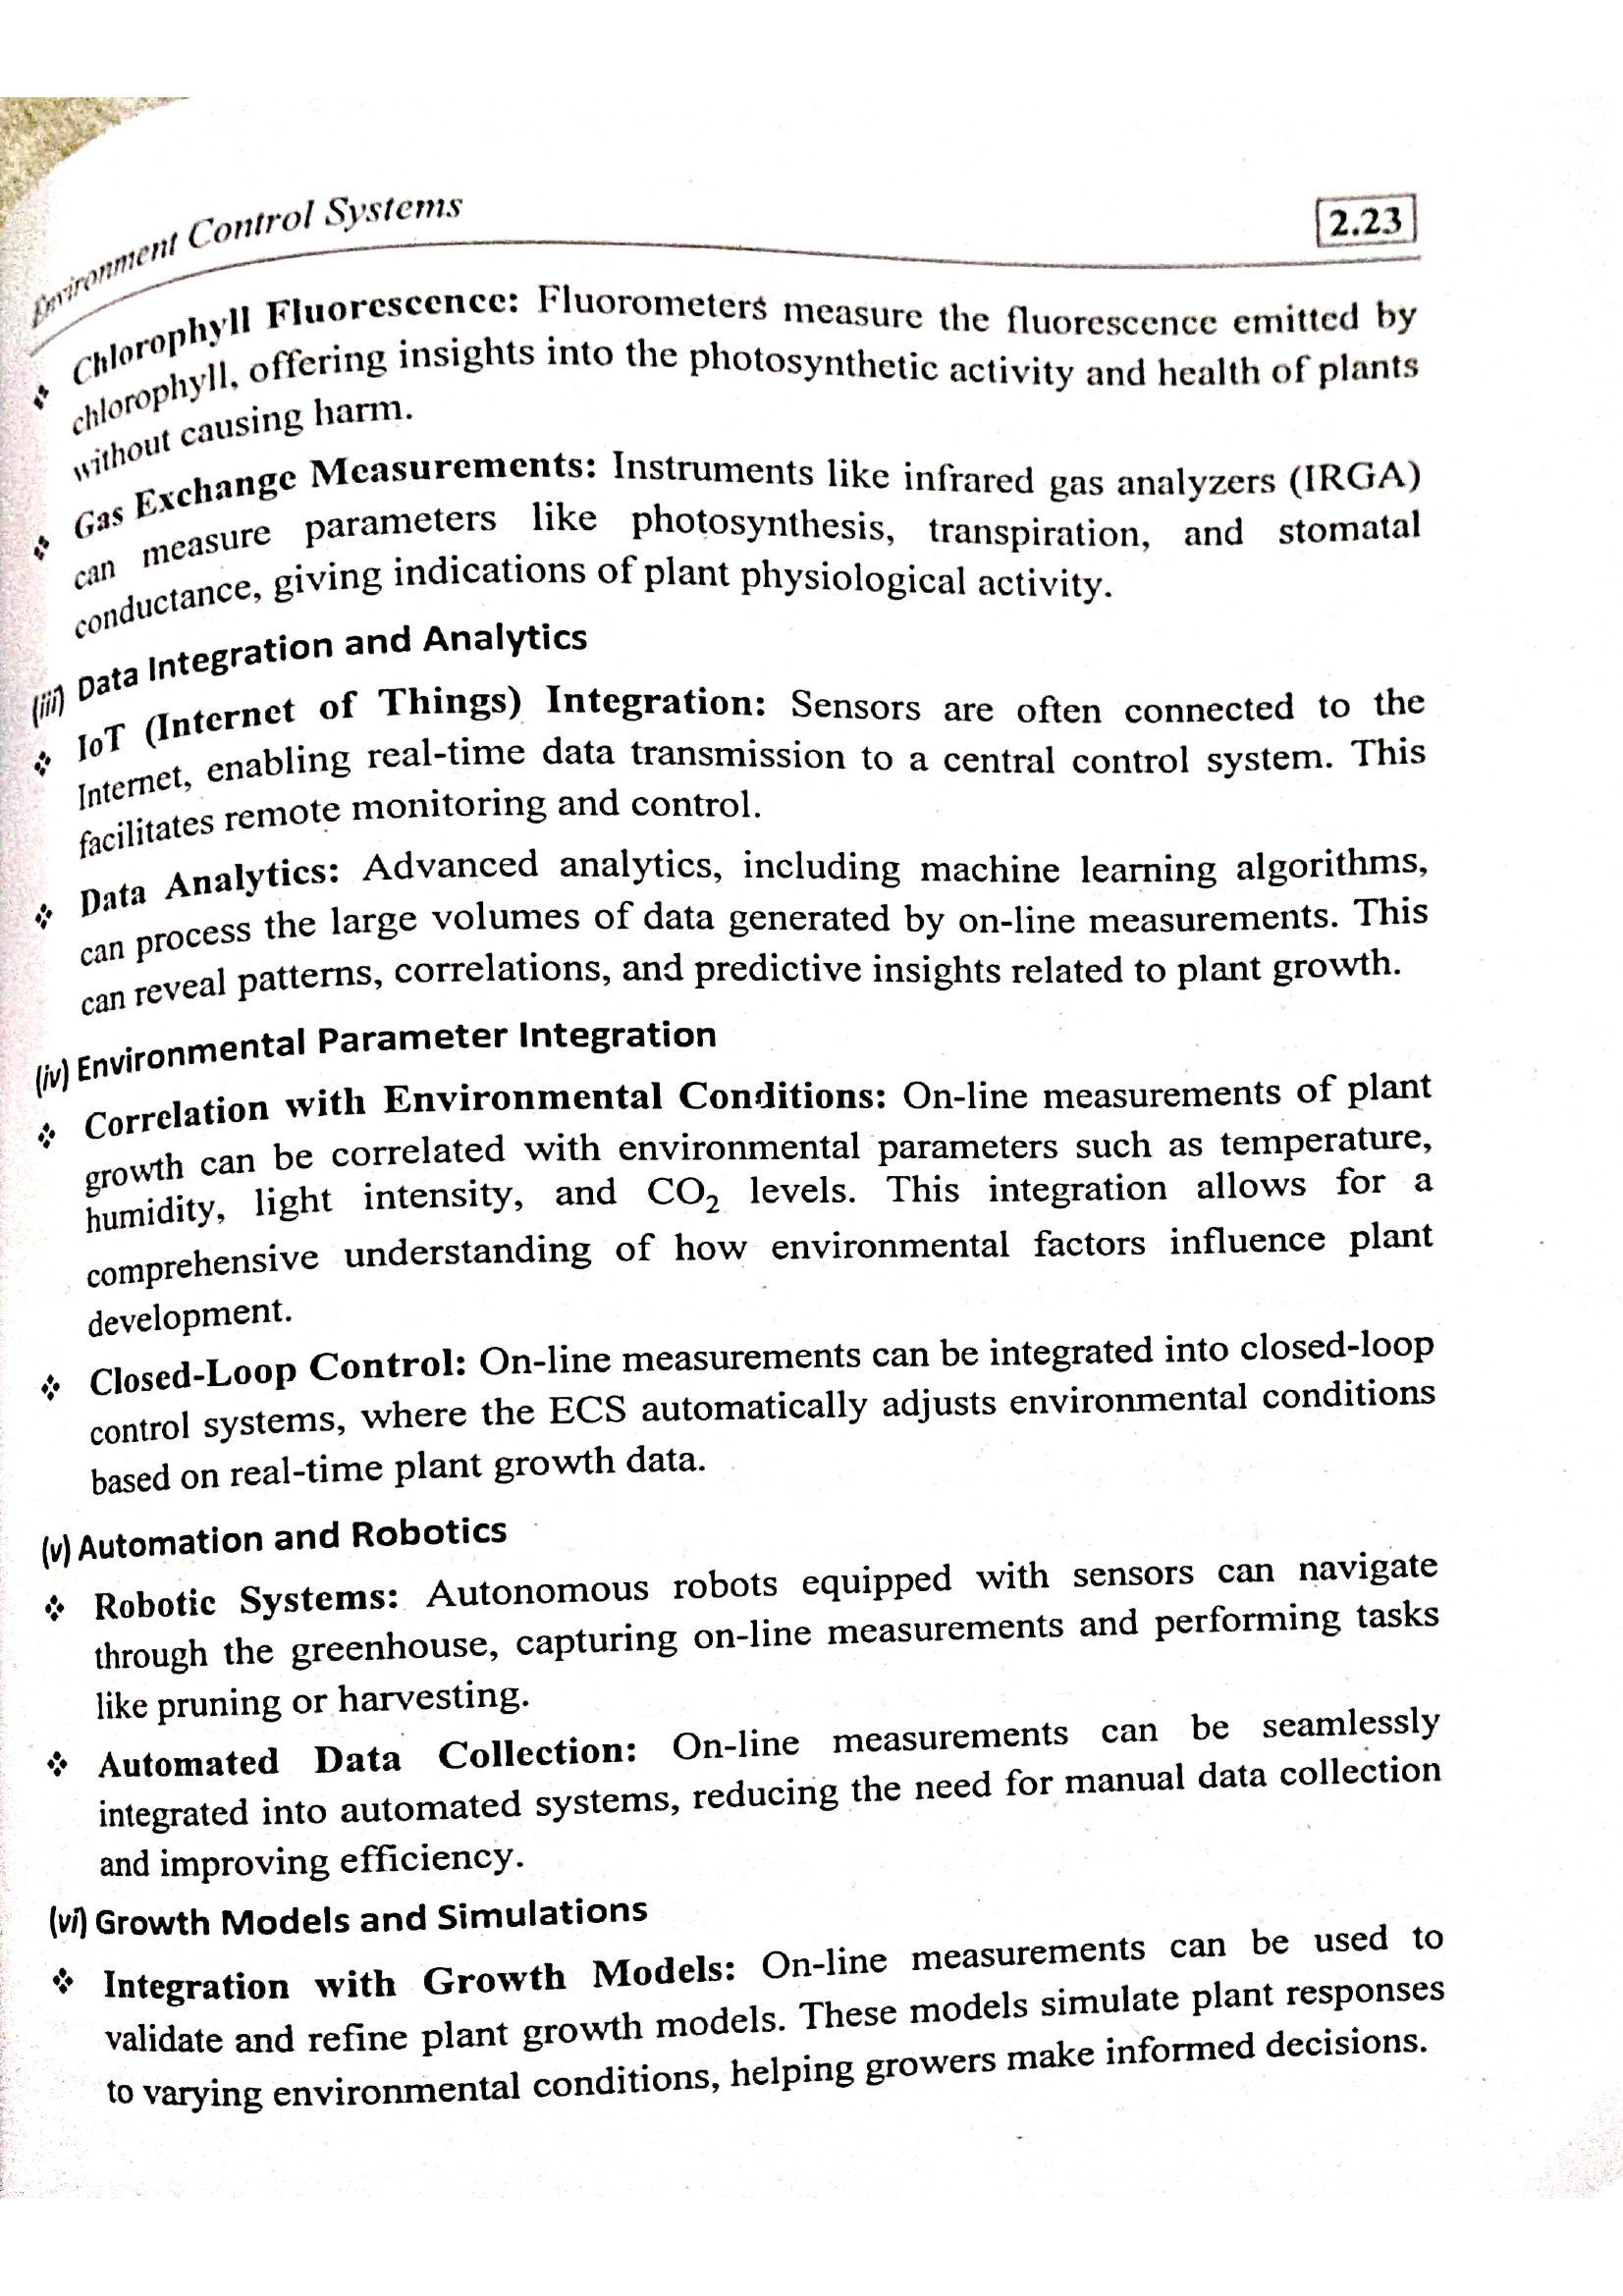 Environment Control Systems
2.23
❖ Chlorophyll Fluorescence: Fluorometers measure the fluorescence emitted by
chlorophyll, offering insights into the photosynthetic activity and health of plants
without causing harm.
❖ Gas Exchange Measurements: Instruments like infrared gas analyzers (IRGA)
can measure parameters like photosynthesis, transpiration, and stomatal
conductance, giving indications of plant physiological activity.
(iii) Data Integration and Analytics
❖ IoT (Internet of Things) Integration: Sensors are often connected to the
Internet, enabling real-time data transmission to a central control system. This
facilitates remote monitoring and control.
❖ Data Analytics: Advanced analytics, including machine learning algorithms,
can process the large volumes of data generated by on-line measurements. This
can reveal patterns, correlations, and predictive insights related to plant growth.
(iv) Environmental Parameter Integration
❖ Correlation with Environmental Conditions: On-line measurements of plant
growth can be correlated with environmental parameters such as temperature,
humidity, light intensity, and CO₂ levels. This integration allows for a
comprehensive understanding of how environmental factors influence plant
development.
❖ Closed-Loop Control: On-line measurements can be integrated into closed-loop
control systems, where the ECS automatically adjusts environmental conditions
based on real-time plant growth data.
(v) Automation and Robotics
❖ Robotic Systems: Autonomous robots equipped with sensors can navigate
through the greenhouse, capturing on-line measurements and performing tasks
like pruning or harvesting.
❖ Automated Data Collection: On-line measurements can be seamlessly
integrated into automated systems, reducing the need for manual data collection
and improving efficiency.
(vi) Growth Models and Simulations
❖ Integration with Growth Models: On-line measurements can be used to
validate and refine plant growth models. These models simulate plant responses
to varying environmental conditions, helping growers make informed decisions.